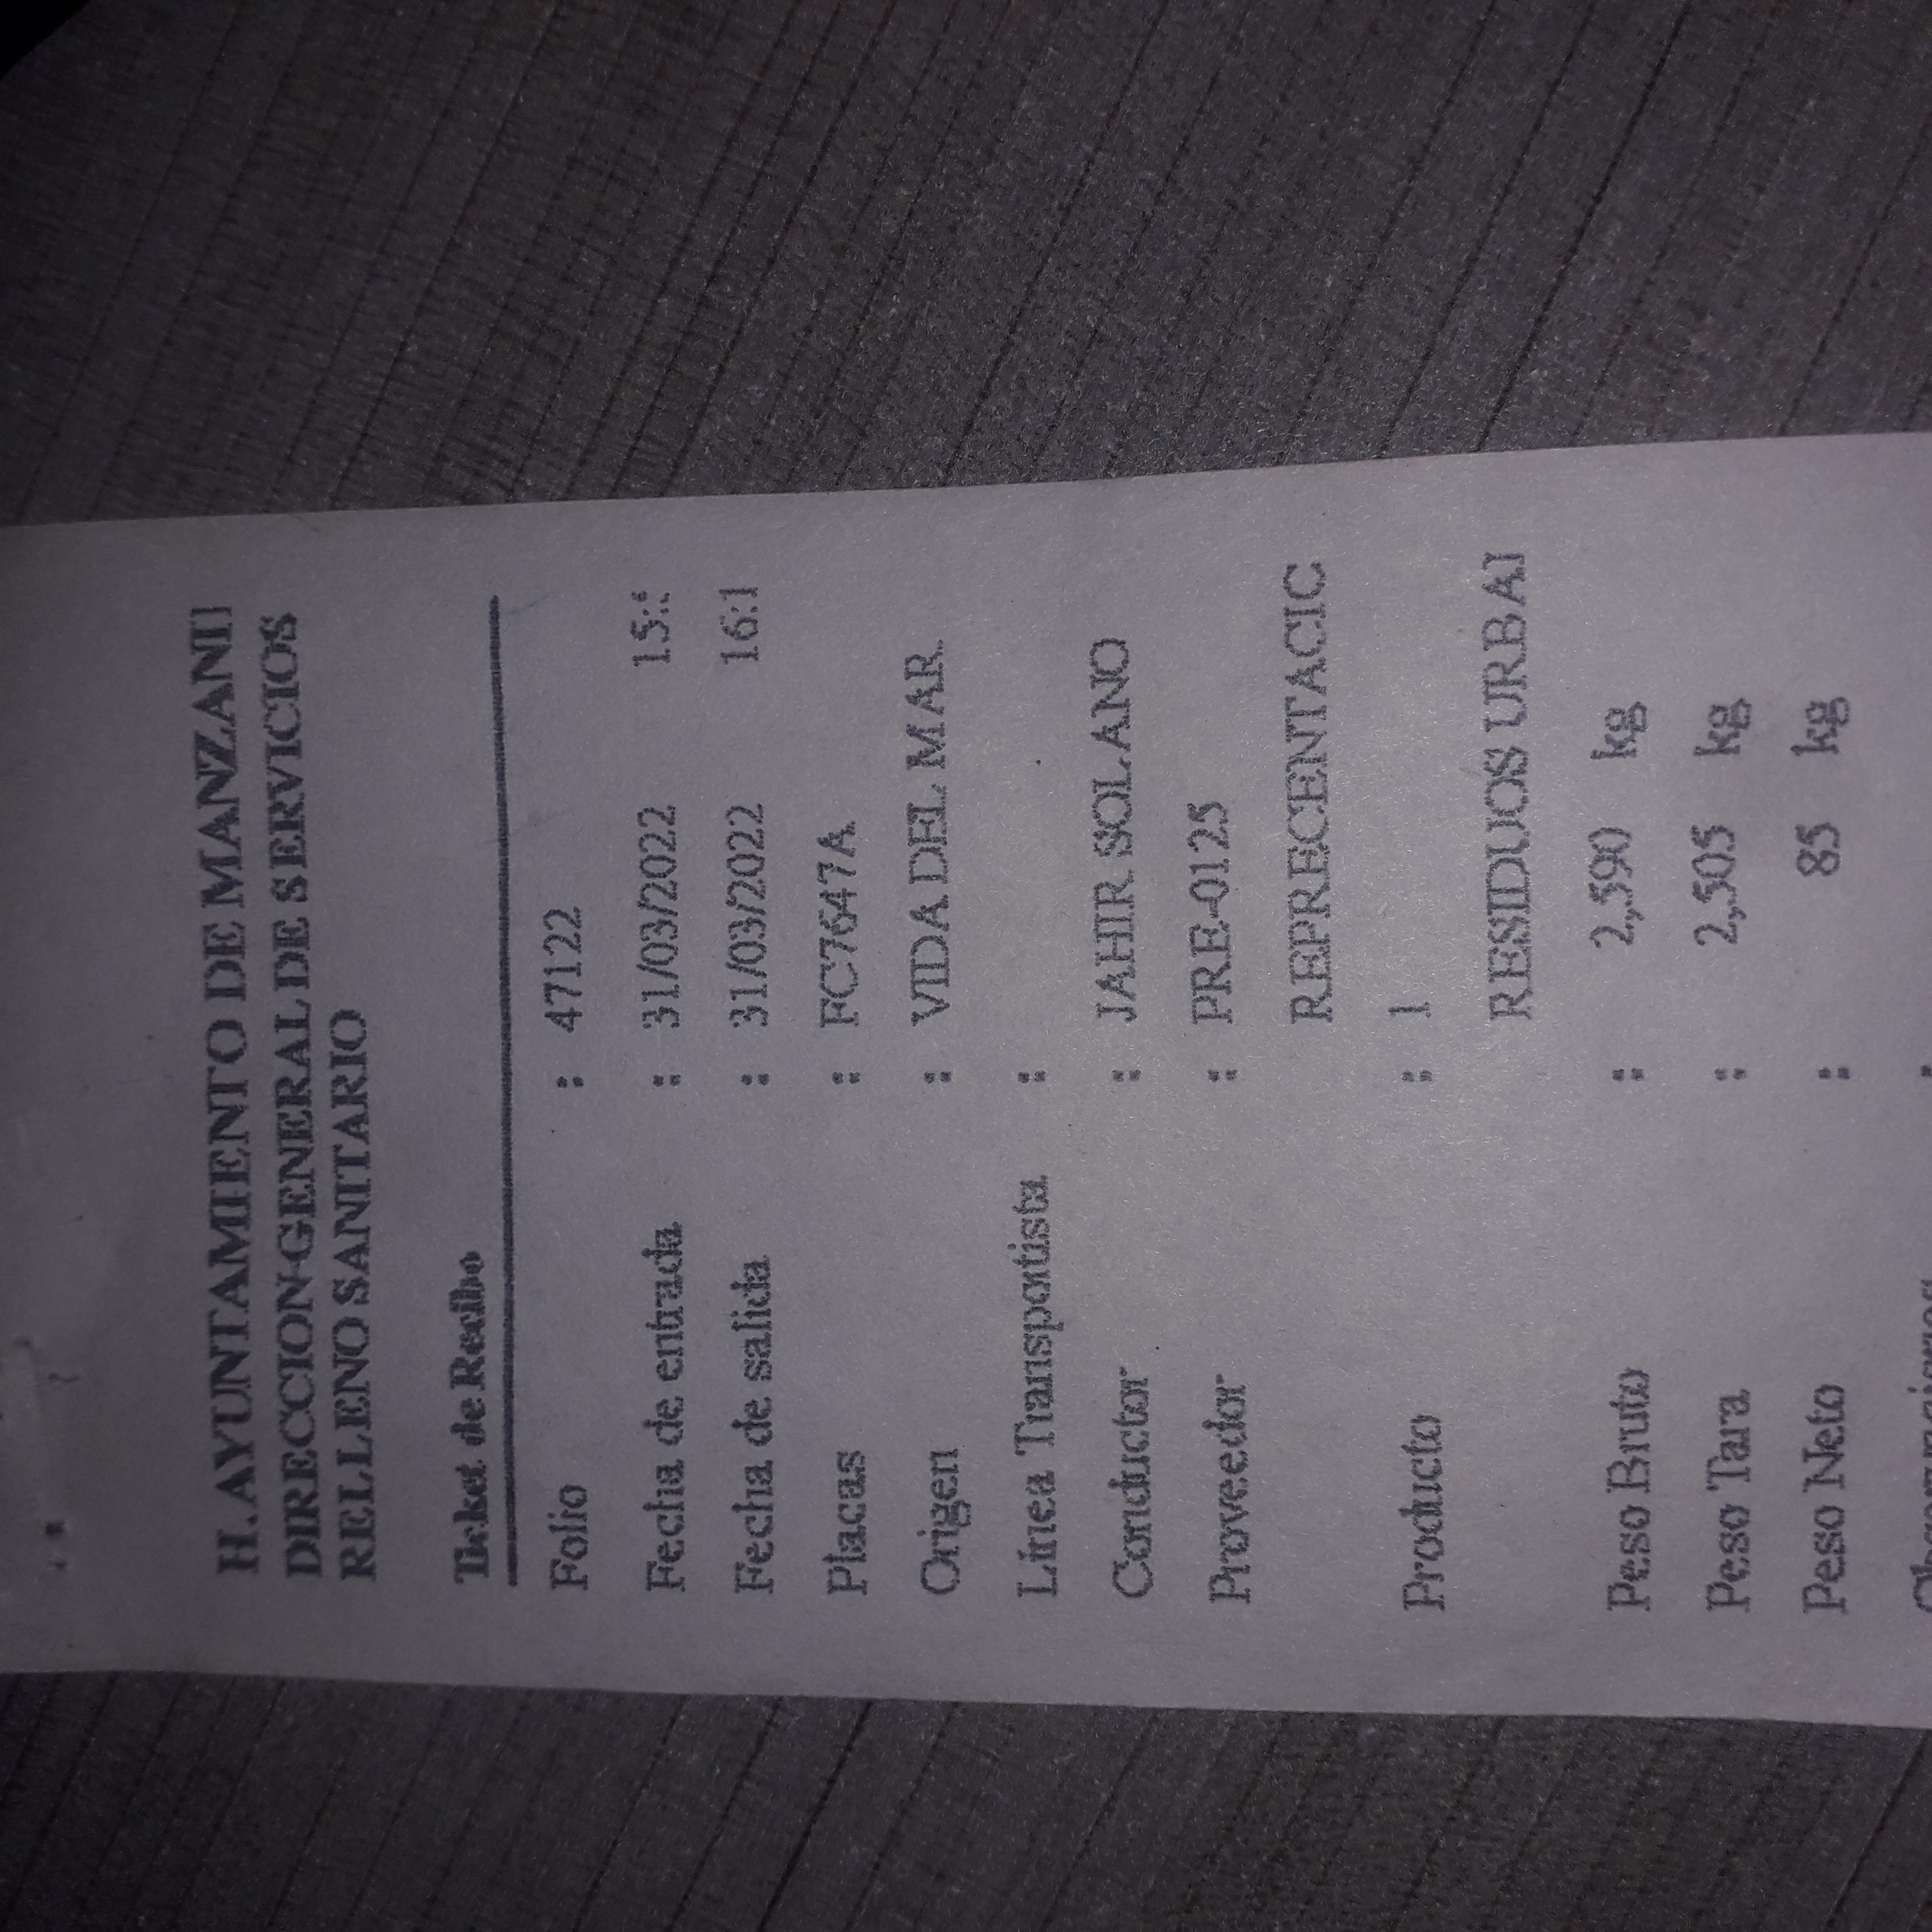 H. AYUNTAMIENTO DE MANZANI
DIRECCION GENERAL DE SERVICIOS
RELLENO SANITARIO
Ticket de Recibo
Folio : 47122
Fecha de entrada : 31/03/2022 15:5
Fecha de salida : 31/03/2022 16:1
Placas : FC7647A
Origen : VIDA DEL MAR
Línea Transportista :
Conductor : JAHIR SOLANO
Proveedor : PRE-0125
REPRECENTACIC
Producto : 1
RESIDUOS URBAI
Peso Bruto : 2,590 kg
Peso Tara : 2,505 kg
Peso Neto : 85 kg
Observaciones :